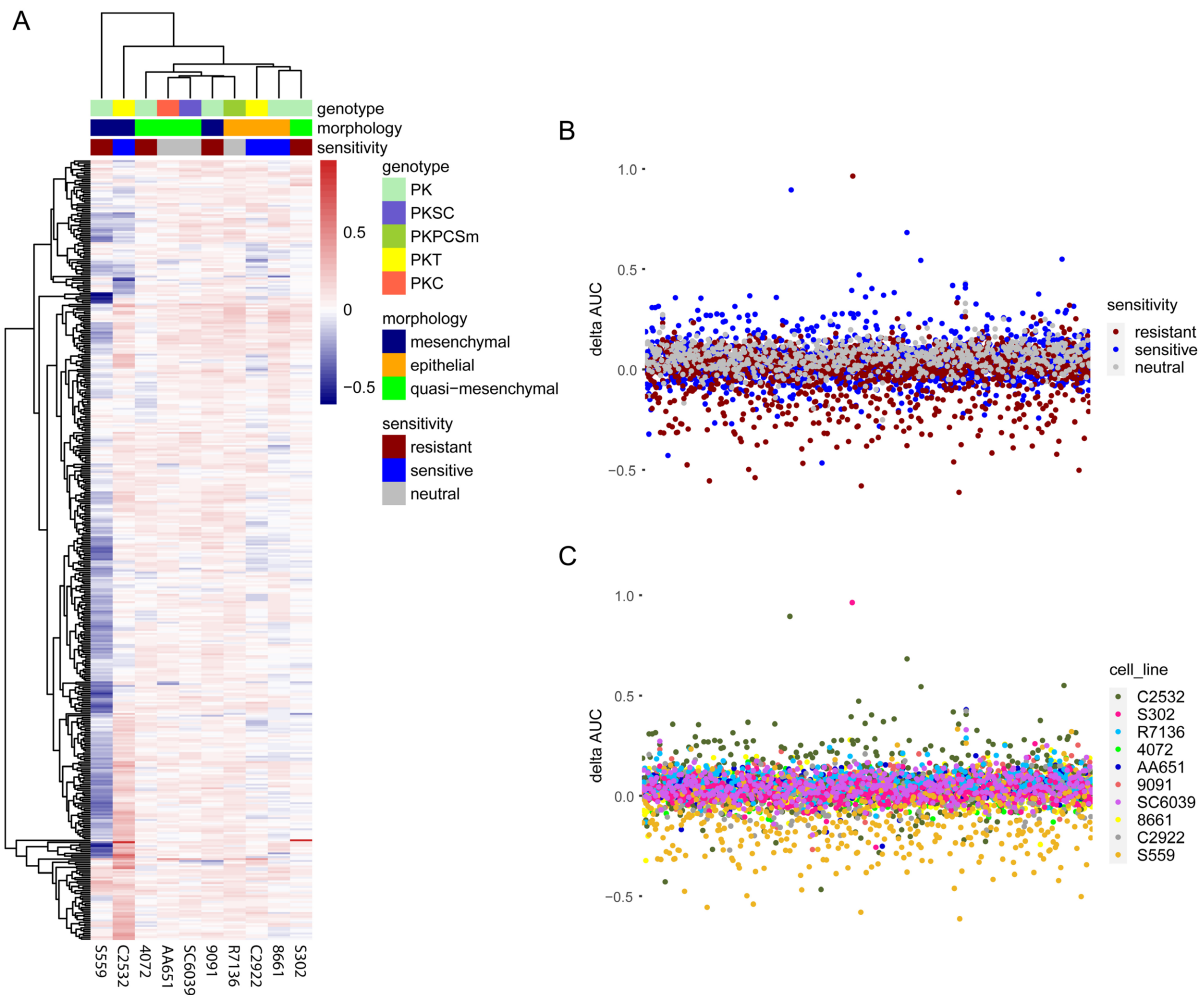 A
genotype
morphology
sensitivity
0.5
0
−0.5
genotype
PK
PKSC
PKPCSm
PKT
PKC
morphology
mesenchymal
epithelial
quasi−mesenchymal
sensitivity
resistant
sensitive
neutral
S559
C2532
4072
AA651
SC6039
9091
R7136
C2922
8661
S302
B
delta AUC
1.0
0.5
0.0
−0.5
sensitivity
resistant
sensitive
neutral
C
delta AUC
1.0
0.5
0.0
−0.5
cell_line
C2532
S302
R7136
4072
AA651
9091
SC6039
8661
C2922
S559